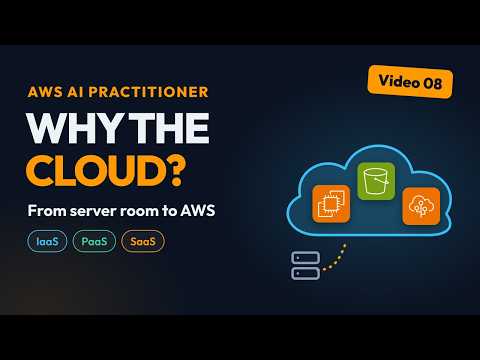 Video 08
AWS AI PRACTITIONER
WHY THE
CLOUD?
From server room to AWS
IaaS
PaaS
SaaS